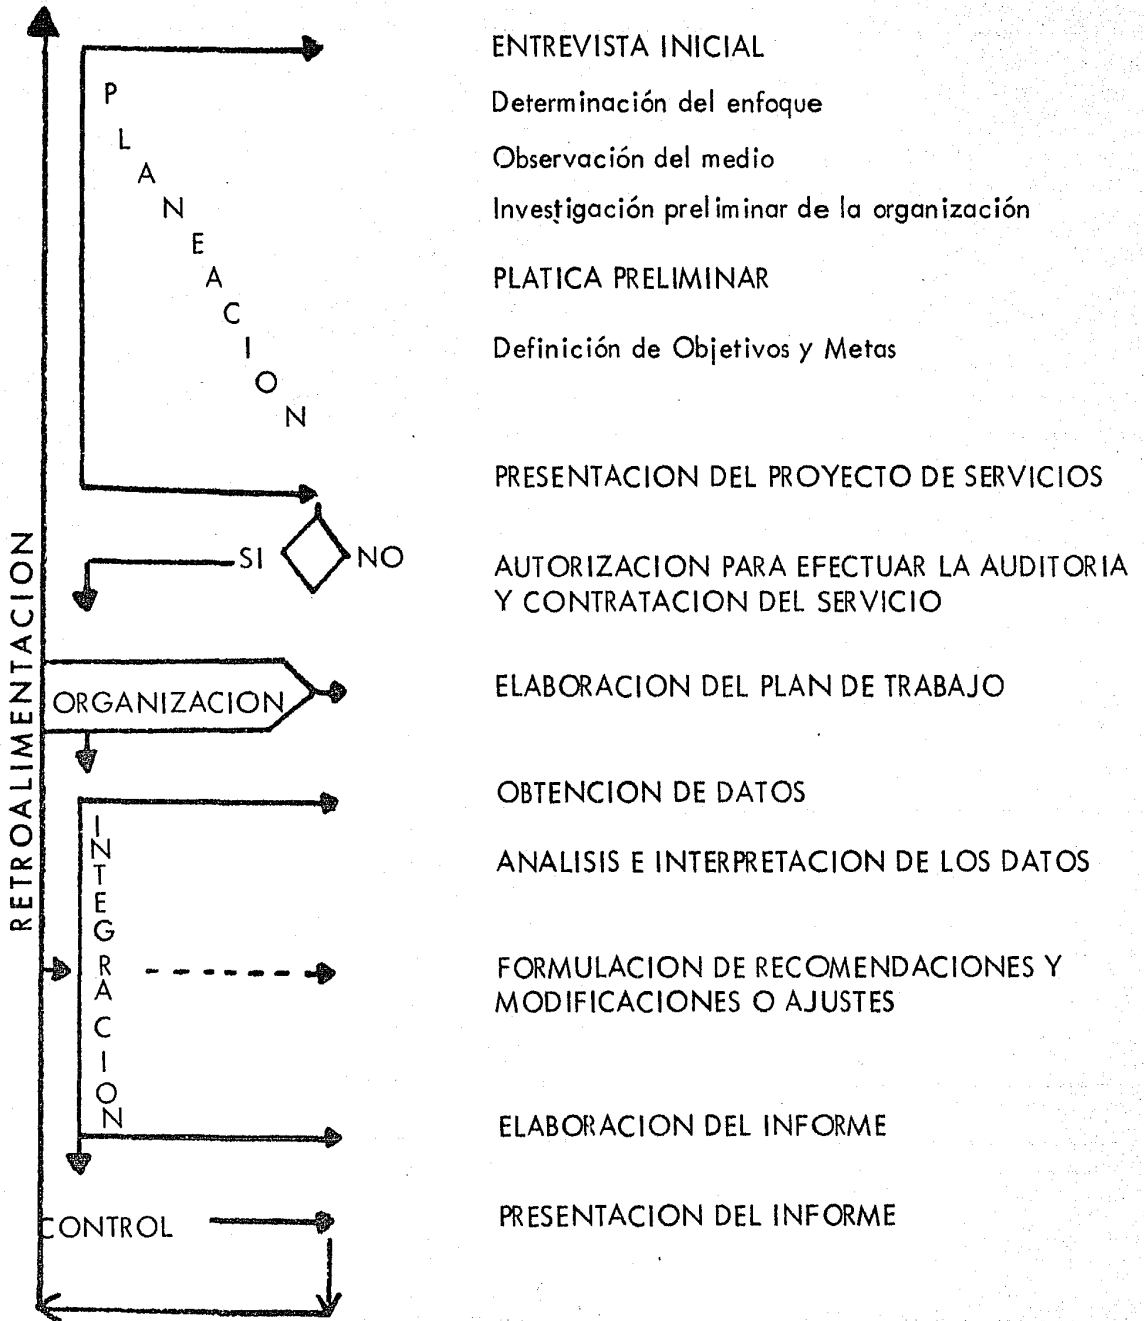 ENTREVISTA INICIAL
PLANEACION
Determinación del enfoque
Observación del medio
Investigación preliminar de la organización
PLATICA PRELIMINAR
Definición de Objetivos y Metas
PRESENTACION DEL PROYECTO DE SERVICIOS
SI
NO
AUTORIZACION PARA EFECTUAR LA AUDITORIA
Y CONTRATACION DEL SERVICIO
RETROALIMENTACION
ORGANIZACION
ELABORACION DEL PLAN DE TRABAJO
OBTENCION DE DATOS
INTEGRACION
ANALISIS E INTERPRETACION DE LOS DATOS
FORMULACION DE RECOMENDACIONES Y
MODIFICACIONES O AJUSTES
ELABORACION DEL INFORME
CONTROL
PRESENTACION DEL INFORME